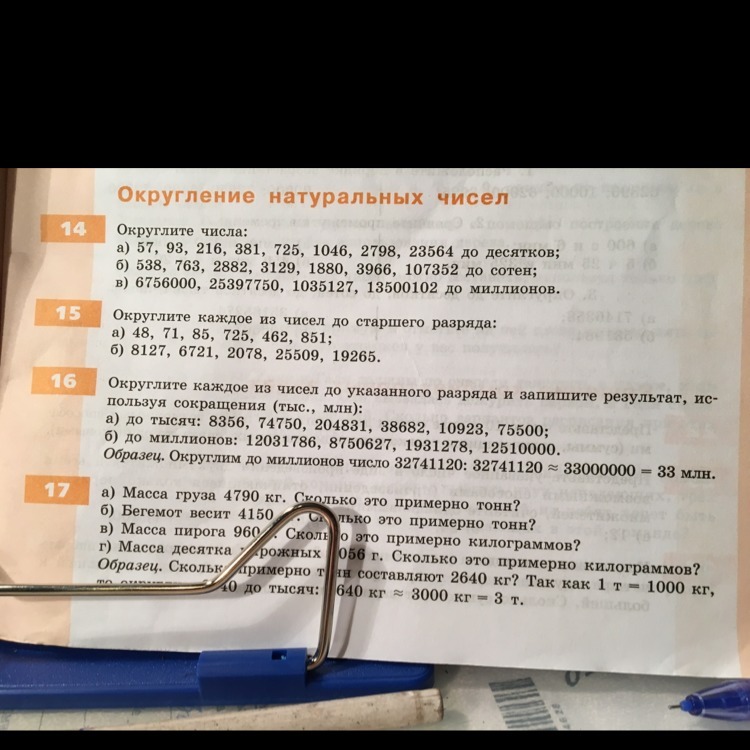 Округление натуральных чисел
14
Округлите числа:
а) 57, 93, 216, 381, 725, 1046, 2798, 23564 до десятков;
б) 538, 763, 2882, 3129, 1880, 3966, 107352 до сотен;
в) 6756000, 25397750, 1035127, 13500102 до миллионов.
15
Округлите каждое из чисел до старшего разряда:
а) 48, 71, 85, 725, 462, 851;
б) 8127, 6721, 2078, 25509, 19265.
16
Округлите каждое из чисел до указанного разряда и запишите результат, ис-
пользуя сокращения (тыс., млн):
а) до тысяч: 8356, 74750, 204831, 38682, 10923, 75500;
б) до миллионов: 12031786, 8750627, 1931278, 12510000.
Образец. Округлим до миллионов число 32741120: 32741120 ≈ 33000000 = 33 млн.
17
а) Масса груза 4790 кг. Сколько это примерно тонн?
б) Бегемот весит 4150 Сколько это примерно тонн?
в) Масса пирога 960 Сколько это примерно килограммов?
г) Масса десятка 056 г. Сколько это примерно килограммов?
Образец. Сколько примерно тонн составляют 2640 кг? Так как 1 т = 1000 кг,
то 40 до тысяч: 640 кг ≈ 3000 кг = 3 т.